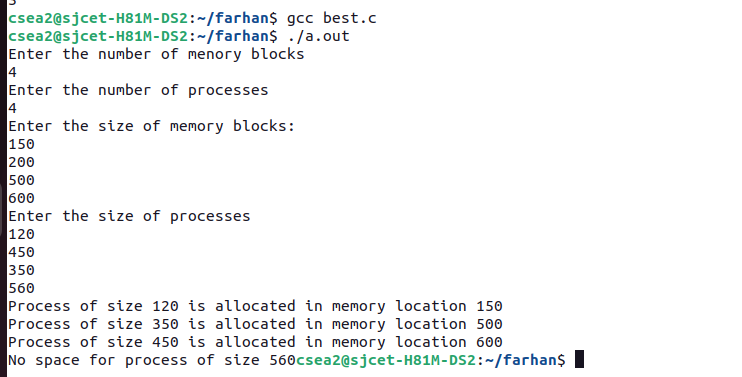 3
csea2@sjcet-H81M-DS2:~/farhan$ gcc best.c
csea2@sjcet-H81M-DS2:~/farhan$ ./a.out
Enter the number of menory blocks
4
Enter the number of processes
4
Enter the size of memory blocks:
150
200
500
600
Enter the size of processes
120
450
350
560
Process of size 120 is allocated in memory location 150
Process of size 350 is allocated in memory location 500
Process of size 450 is allocated in memory location 600
No space for process of size 560csea2@sjcet-H81M-DS2:~/farhan$